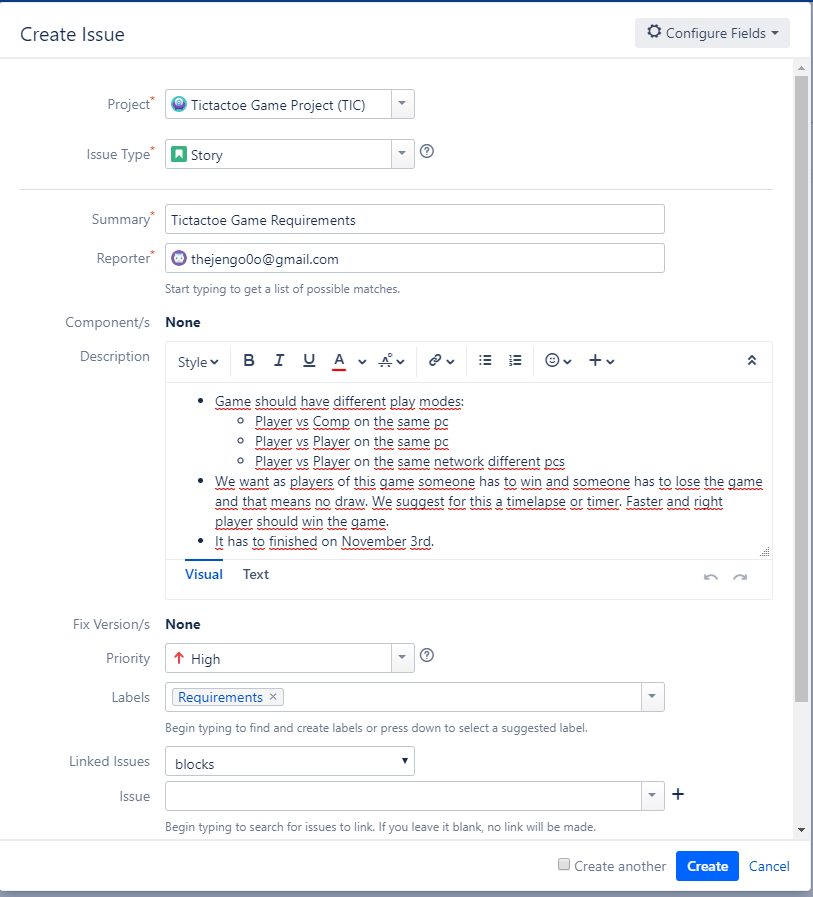 Create Issue
Configure Fields
Project* Tictactoe Game Project (TIC)
Issue Type* Story
Summary* Tictactoe Game Requirements
Reporter* thejengo0o@gmail.com
Start typing to get a list of possible matches.
Component/s None
Description
Style B I U A
• Game should have different play modes:
○ Player vs Comp on the same pc
○ Player vs Player on the same pc
○ Player vs Player on the same network different pcs
• We want as players of this game someone has to win and someone has to lose the game
and that means no draw. We suggest for this a timelapse or timer. Faster and right
player should win the game.
• It has to finished on November 3rd.
Visual Text
Fix Version/s None
Priority High
Labels Requirements ×
Begin typing to find and create labels or press down to select a suggested label.
Linked Issues blocks
Issue
Begin typing to search for issues to link. If you leave it blank, no link will be made.
Create another Create Cancel